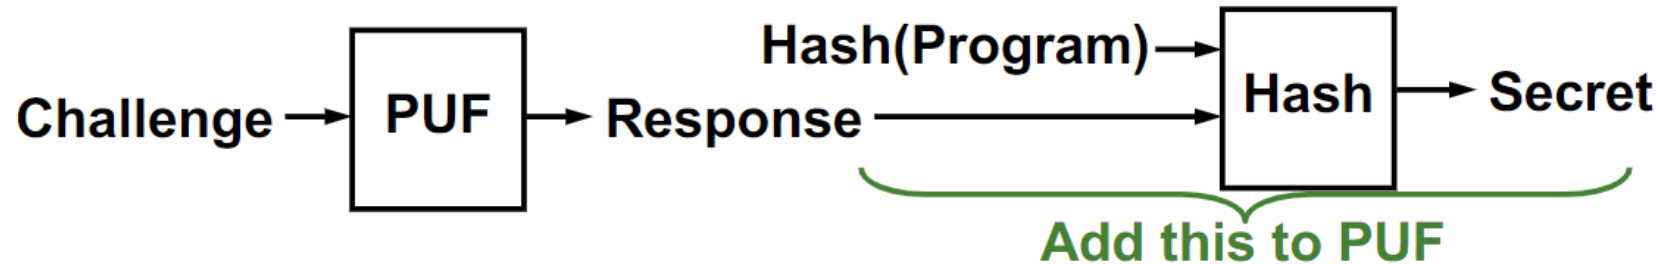 Challenge
PUF
Response
Hash(Program)
Hash
Secret
Add this to PUF